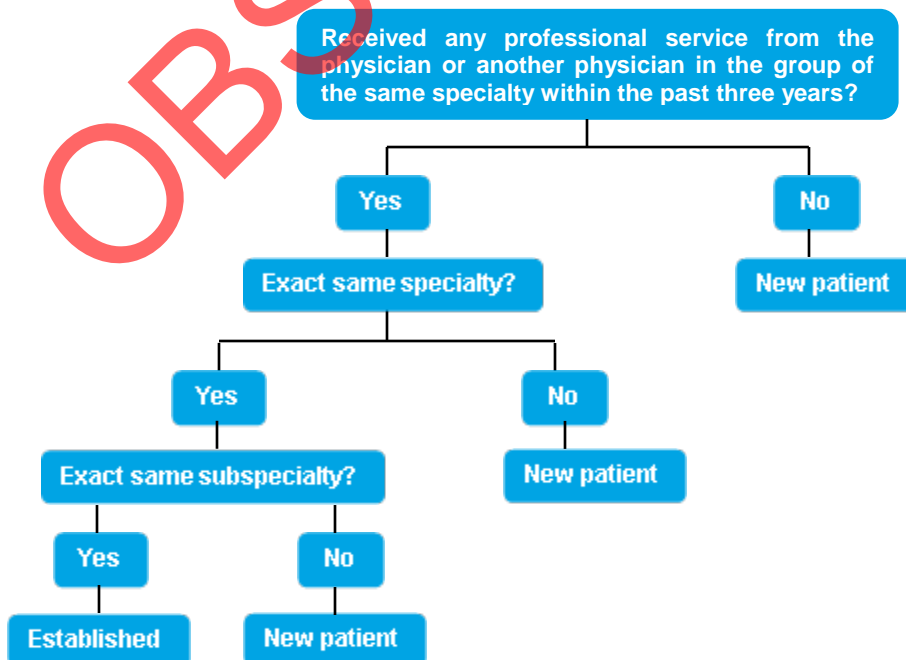 OBS
Received any professional service from the
physician or another physician in the group of
the same specialty within the past three years?
Yes
No
Exact same specialty?
New patient
Yes
No
Exact same subspecialty?
New patient
Yes
No
Established
New patient